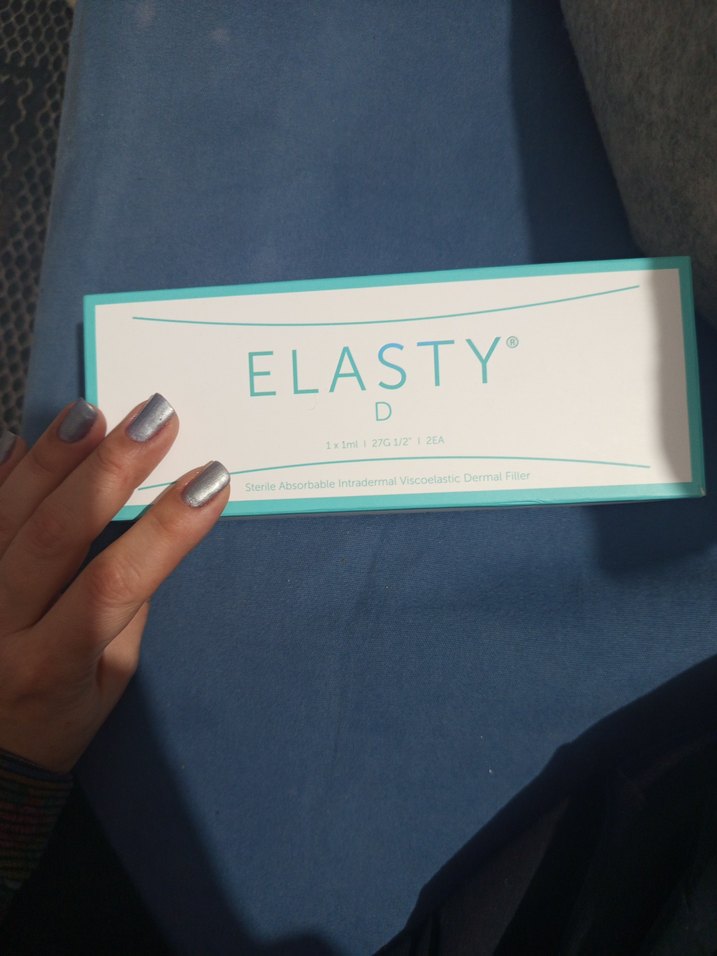 ELASTY®
D
1 x 1ml | 27G 1/2" | 2EA
Sterile Absorbable Intradermal Viscoelastic Dermal Filler